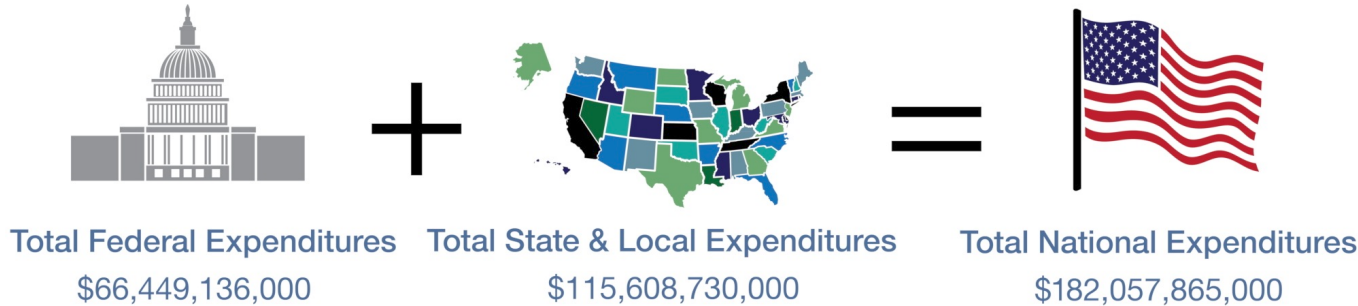 Total Federal Expenditures
$66,449,136,000
+
Total State & Local Expenditures
$115,608,730,000
=
Total National Expenditures
$182,057,865,000